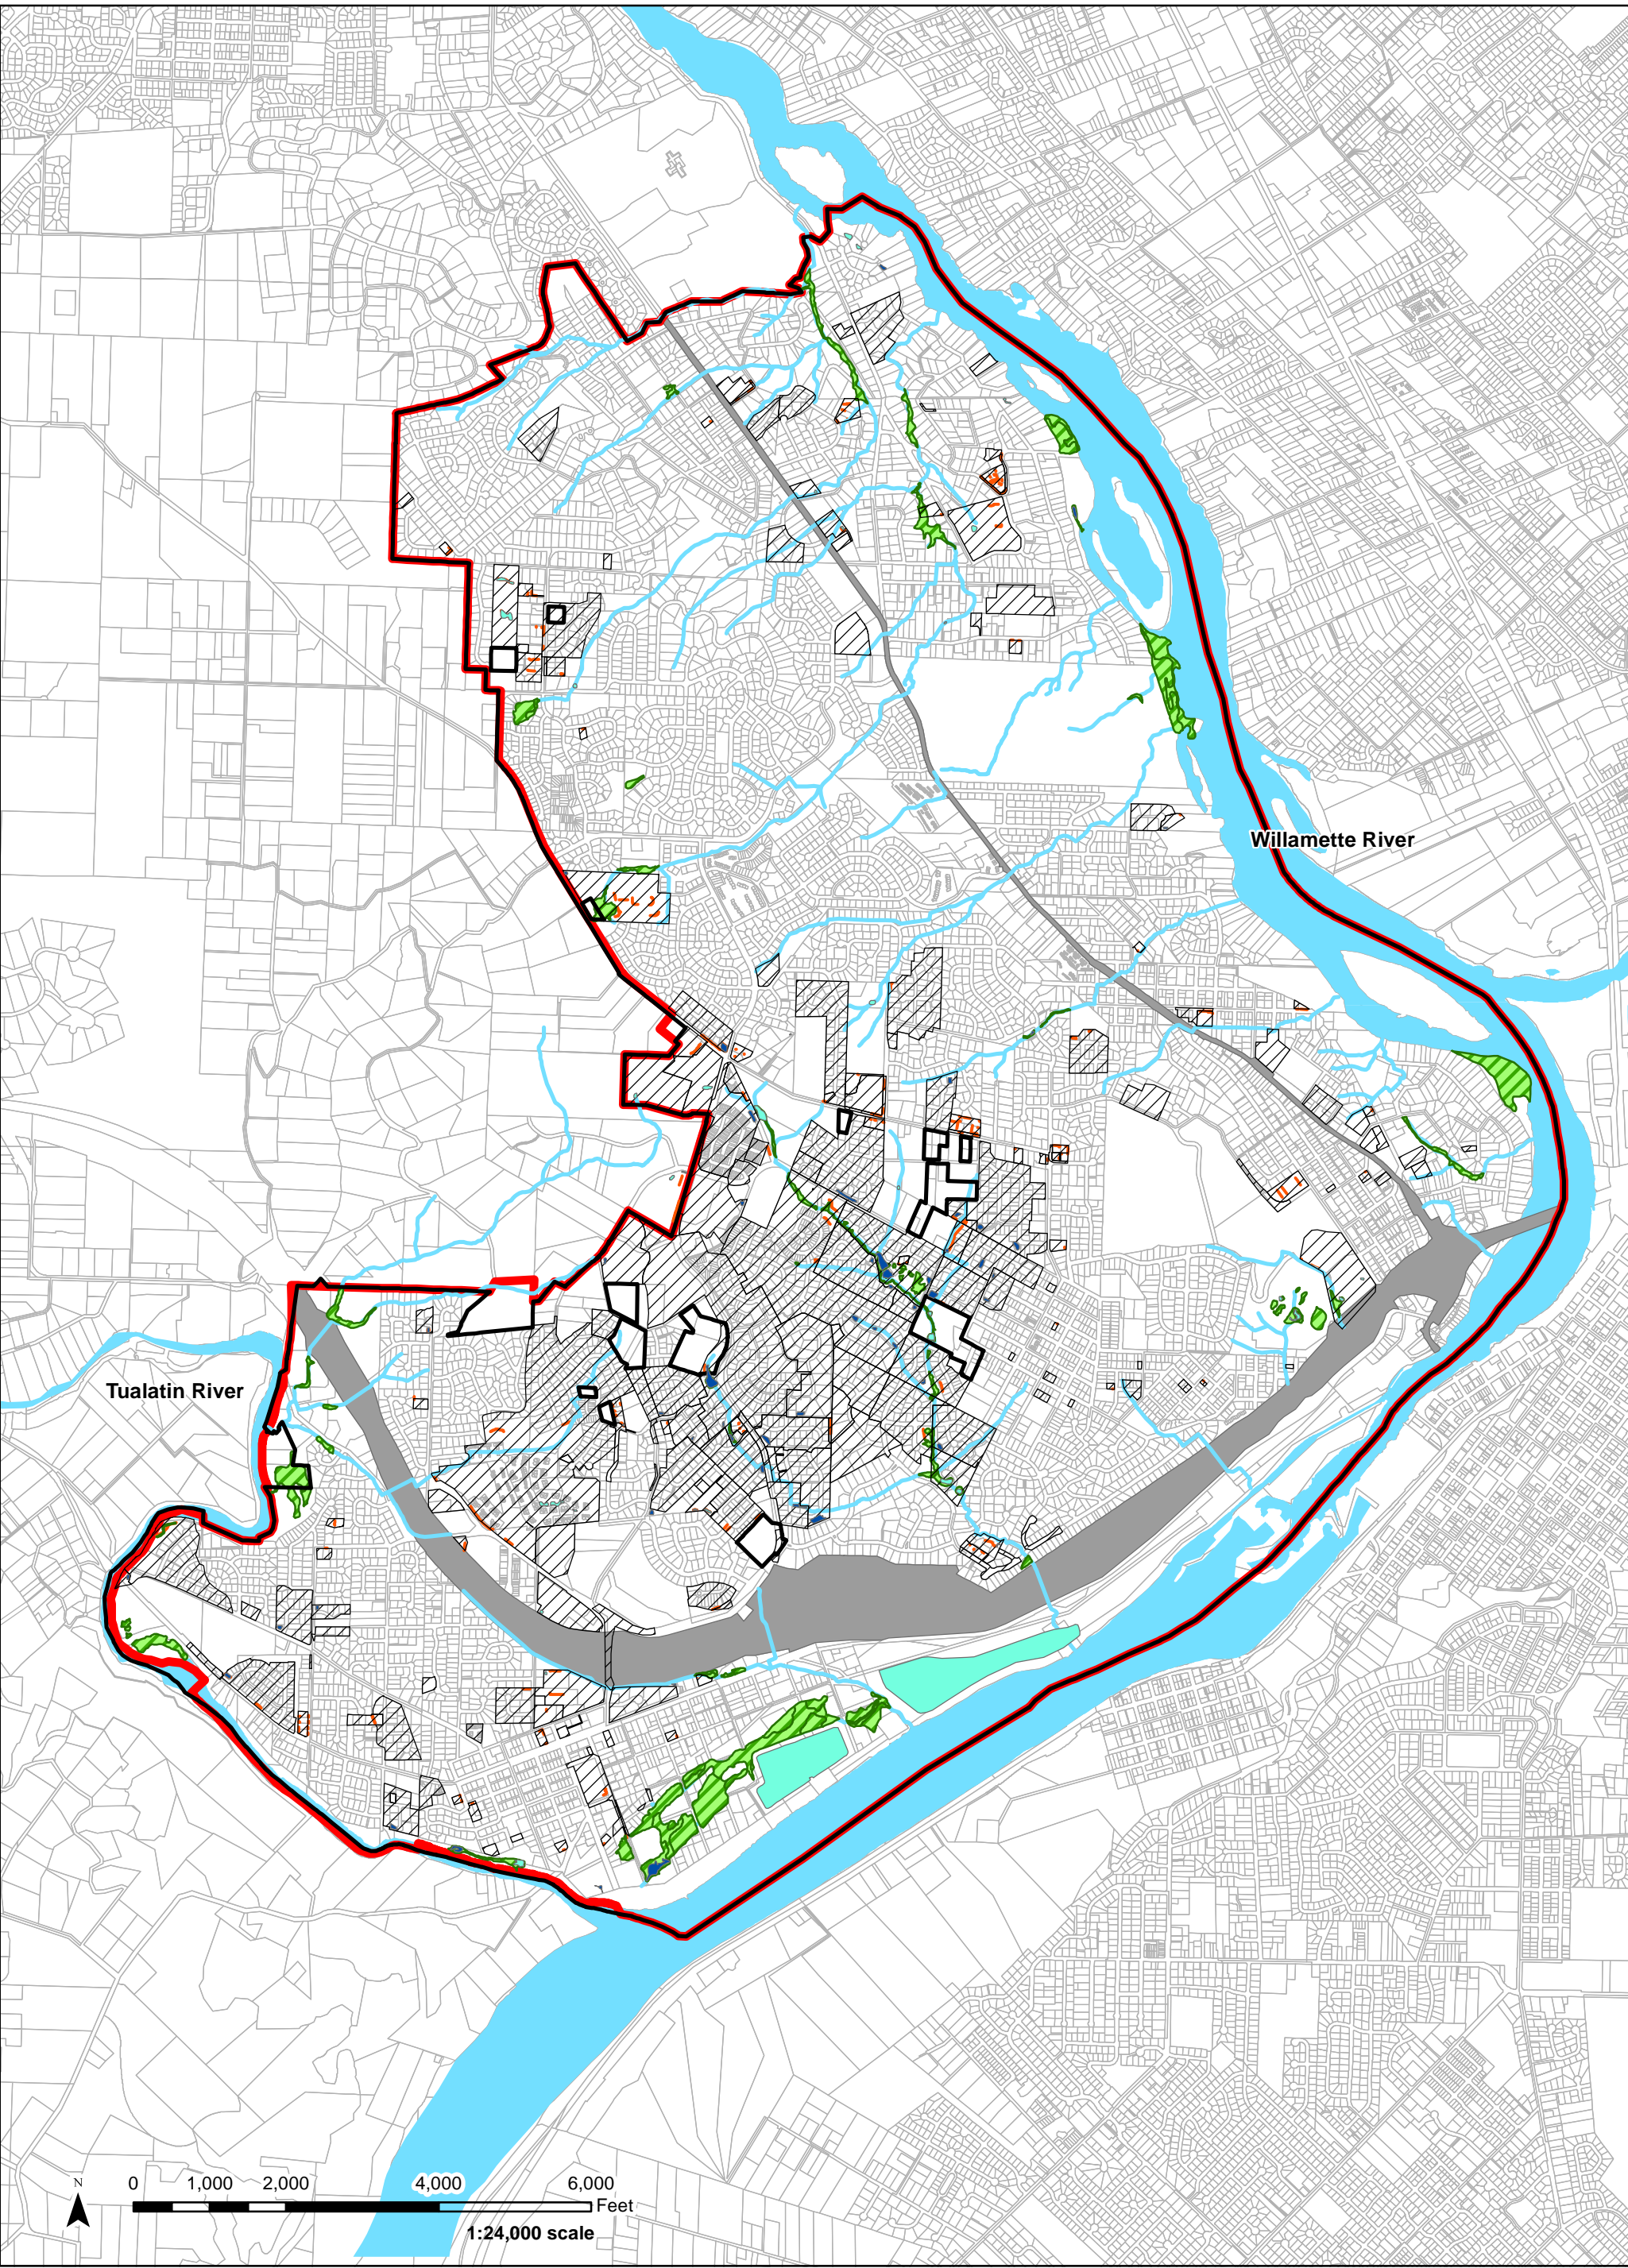 Willamette River
Tualatin River
N
0 1,000 2,000 4,000 6,000
Feet
1:24,000 scale